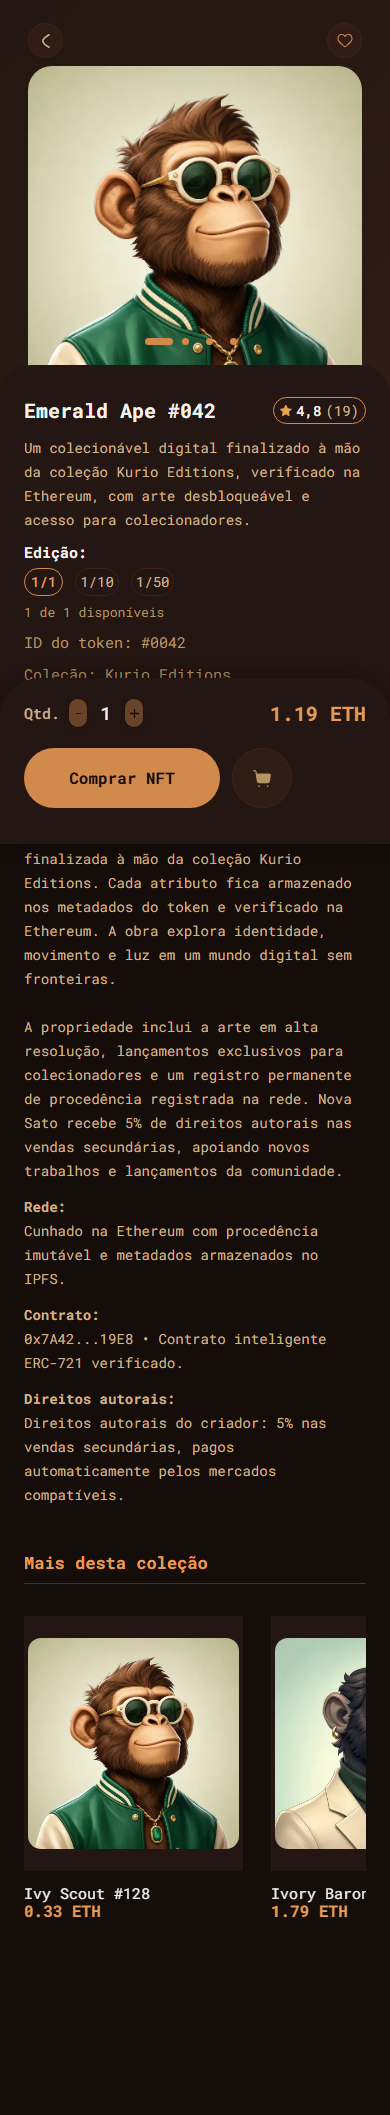 Emerald Ape #042
4,8 (19)
Um colecionável digital finalizado à mão
da coleção Kurio Editions, verificado na
Ethereum, com arte desbloqueável e
acesso para colecionadores.
Edição:
1/1 1/10 1/50
1 de 1 disponíveis
ID do token: #0042
Coleção: Kurio Editions
Qtd. - 1 + 1.19 ETH
Comprar NFT
finalizada à mão da coleção Kurio
Editions. Cada atributo fica armazenado
nos metadados do token e verificado na
Ethereum. A obra explora identidade,
movimento e luz em um mundo digital sem
fronteiras.
A propriedade inclui a arte em alta
resolução, lançamentos exclusivos para
colecionadores e um registro permanente
de procedência registrada na rede. Nova
Sato recebe 5% de direitos autorais nas
vendas secundárias, apoiando novos
trabalhos e lançamentos da comunidade.
Rede:
Cunhado na Ethereum com procedência
imutável e metadados armazenados no
IPFS.
Contrato:
0x7A42...19E8 • Contrato inteligente
ERC-721 verificado.
Direitos autorais:
Direitos autorais do criador: 5% nas
vendas secundárias, pagos
automaticamente pelos mercados
compatíveis.
Mais desta coleção
Ivy Scout #128
0.33 ETH
Ivory Baron
1.79 ETH